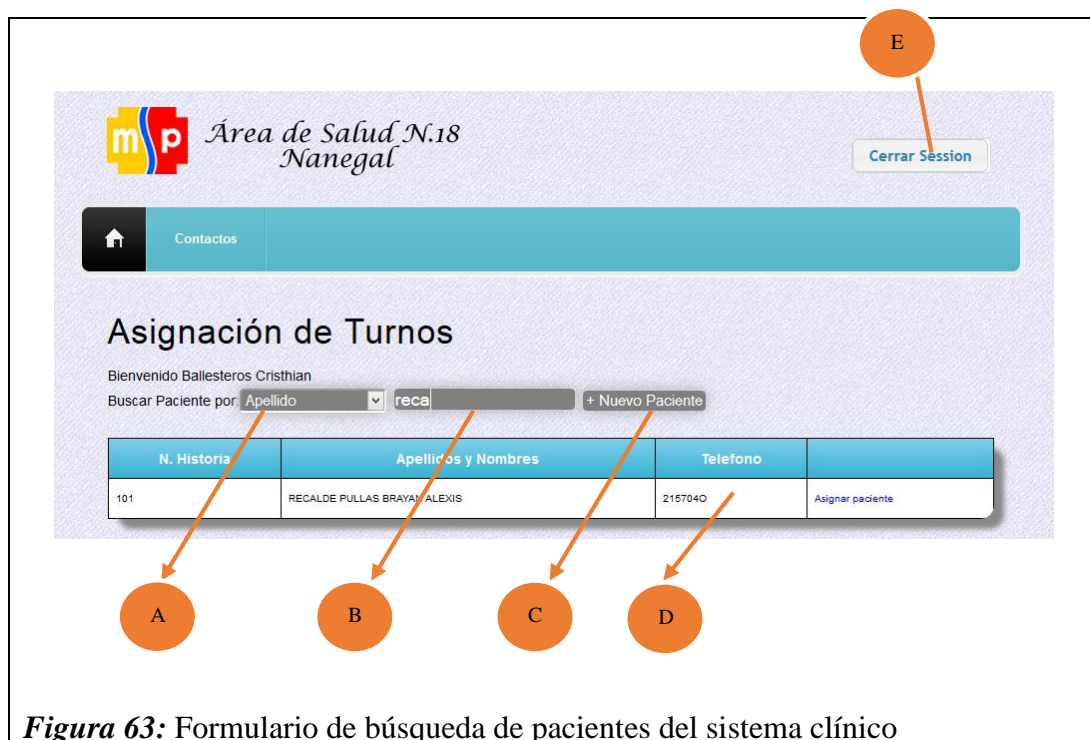 E
m p Área de Salud N.18
Nanegal
Cerrar Session
Contactos
Asignación de Turnos
Bienvenido Ballesteros Cristhian
Buscar Paciente por: Apellido reca + Nuevo Paciente
N. Historia Apellidos y Nombres Telefono
101 RECALDE PULLAS BRAYAN ALEXIS 215704O Asignar paciente
A B C D
Figura 63: Formulario de búsqueda de pacientes del sistema clínico